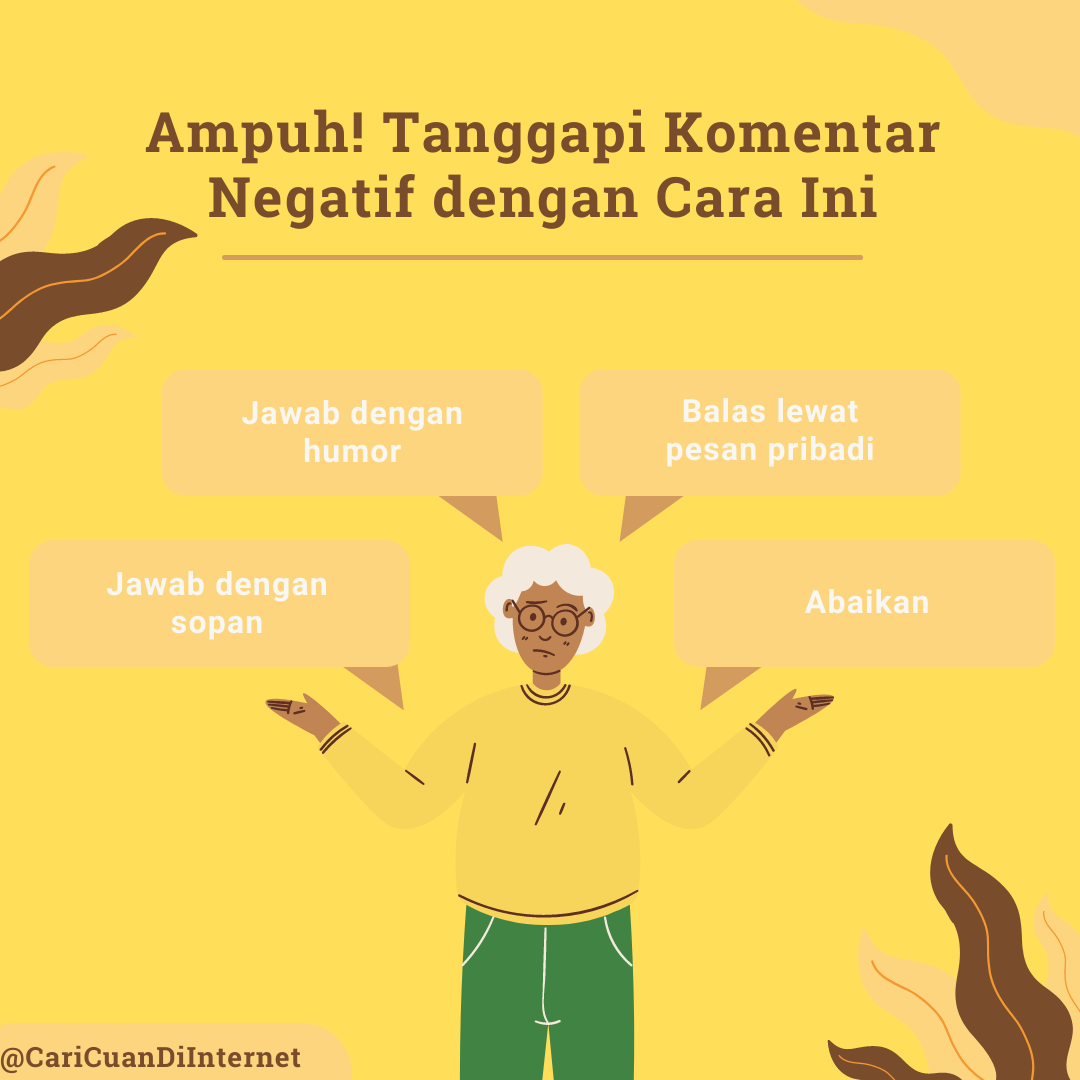 Ampuh! Tanggapi Komentar
Negatif dengan Cara Ini
Jawab dengan
humor
Balas lewat
pesan pribadi
Jawab dengan
sopan
Abaikan
@CariCuanDiInternet